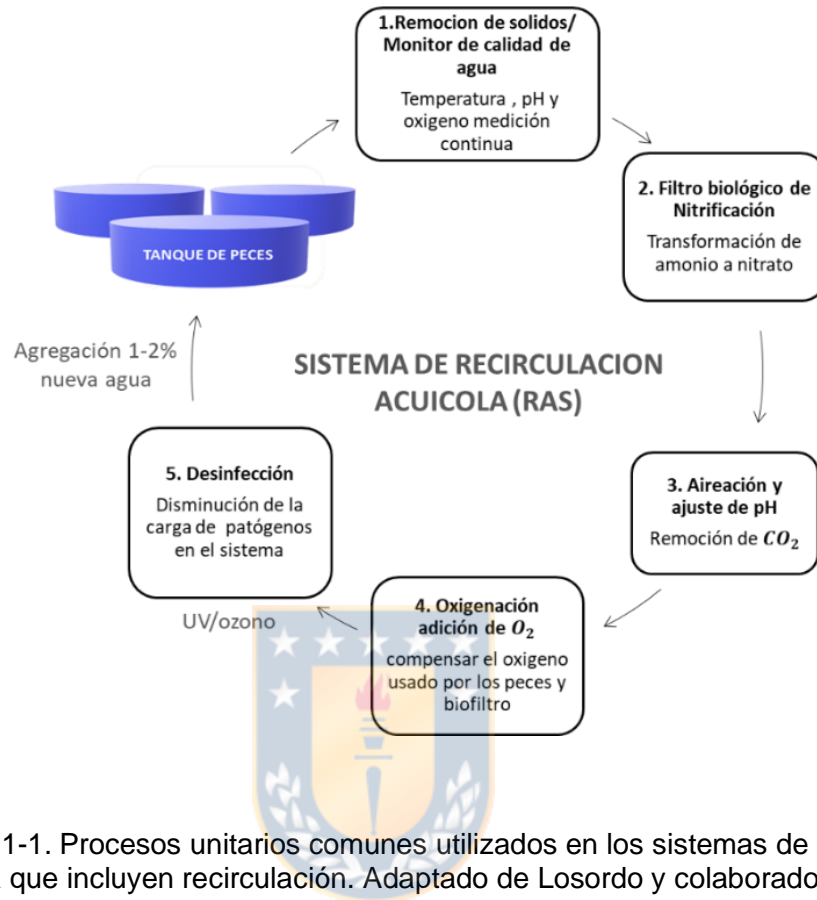 1.Remocion de solidos/
Monitor de calidad de
agua
Temperatura , pH y
oxigeno medición
continua
2. Filtro biológico de
Nitrificación
Transformación de
amonio a nitrato
TANQUE DE PECES
Agregación 1-2%
nueva agua
SISTEMA DE RECIRCULACION
ACUICOLA (RAS)
3. Aireación y
ajuste de pH
Remoción de CO₂
5. Desinfección
Disminución de la
carga de patógenos
en el sistema
UV/ozono
4. Oxigenación
adición de O₂
compensar el oxigeno
usado por los peces y
biofiltro
1-1. Procesos unitarios comunes utilizados en los sistemas de
que incluyen recirculación. Adaptado de Losordo y colaborado